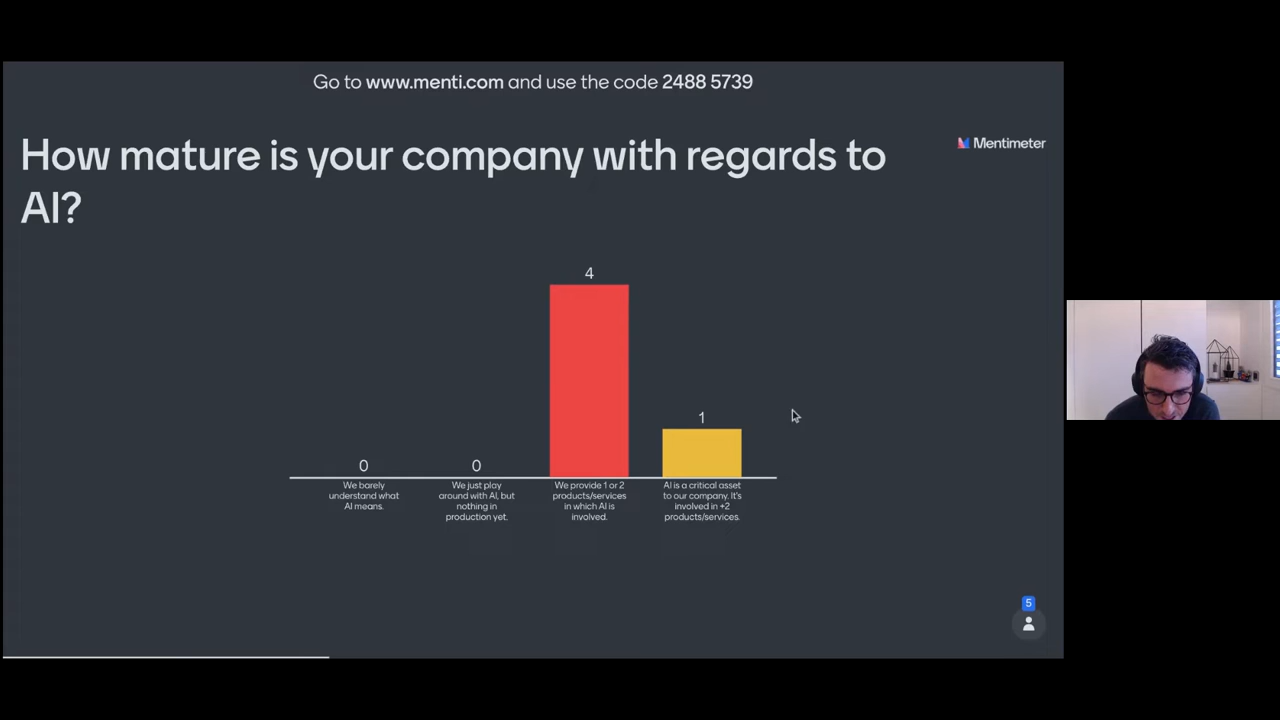 Go to www.menti.com and use the code 2488 5739
How mature is your company with regards to
AI?
Mentimeter
4
1
0
0
We barely
understand what
AI means.
We just play
around with AI, but
nothing in
production yet.
We provide 1 or 2
products/services
in which AI is
involved.
AI is a critical asset
to our company. It's
involved in +2
products/services.
5